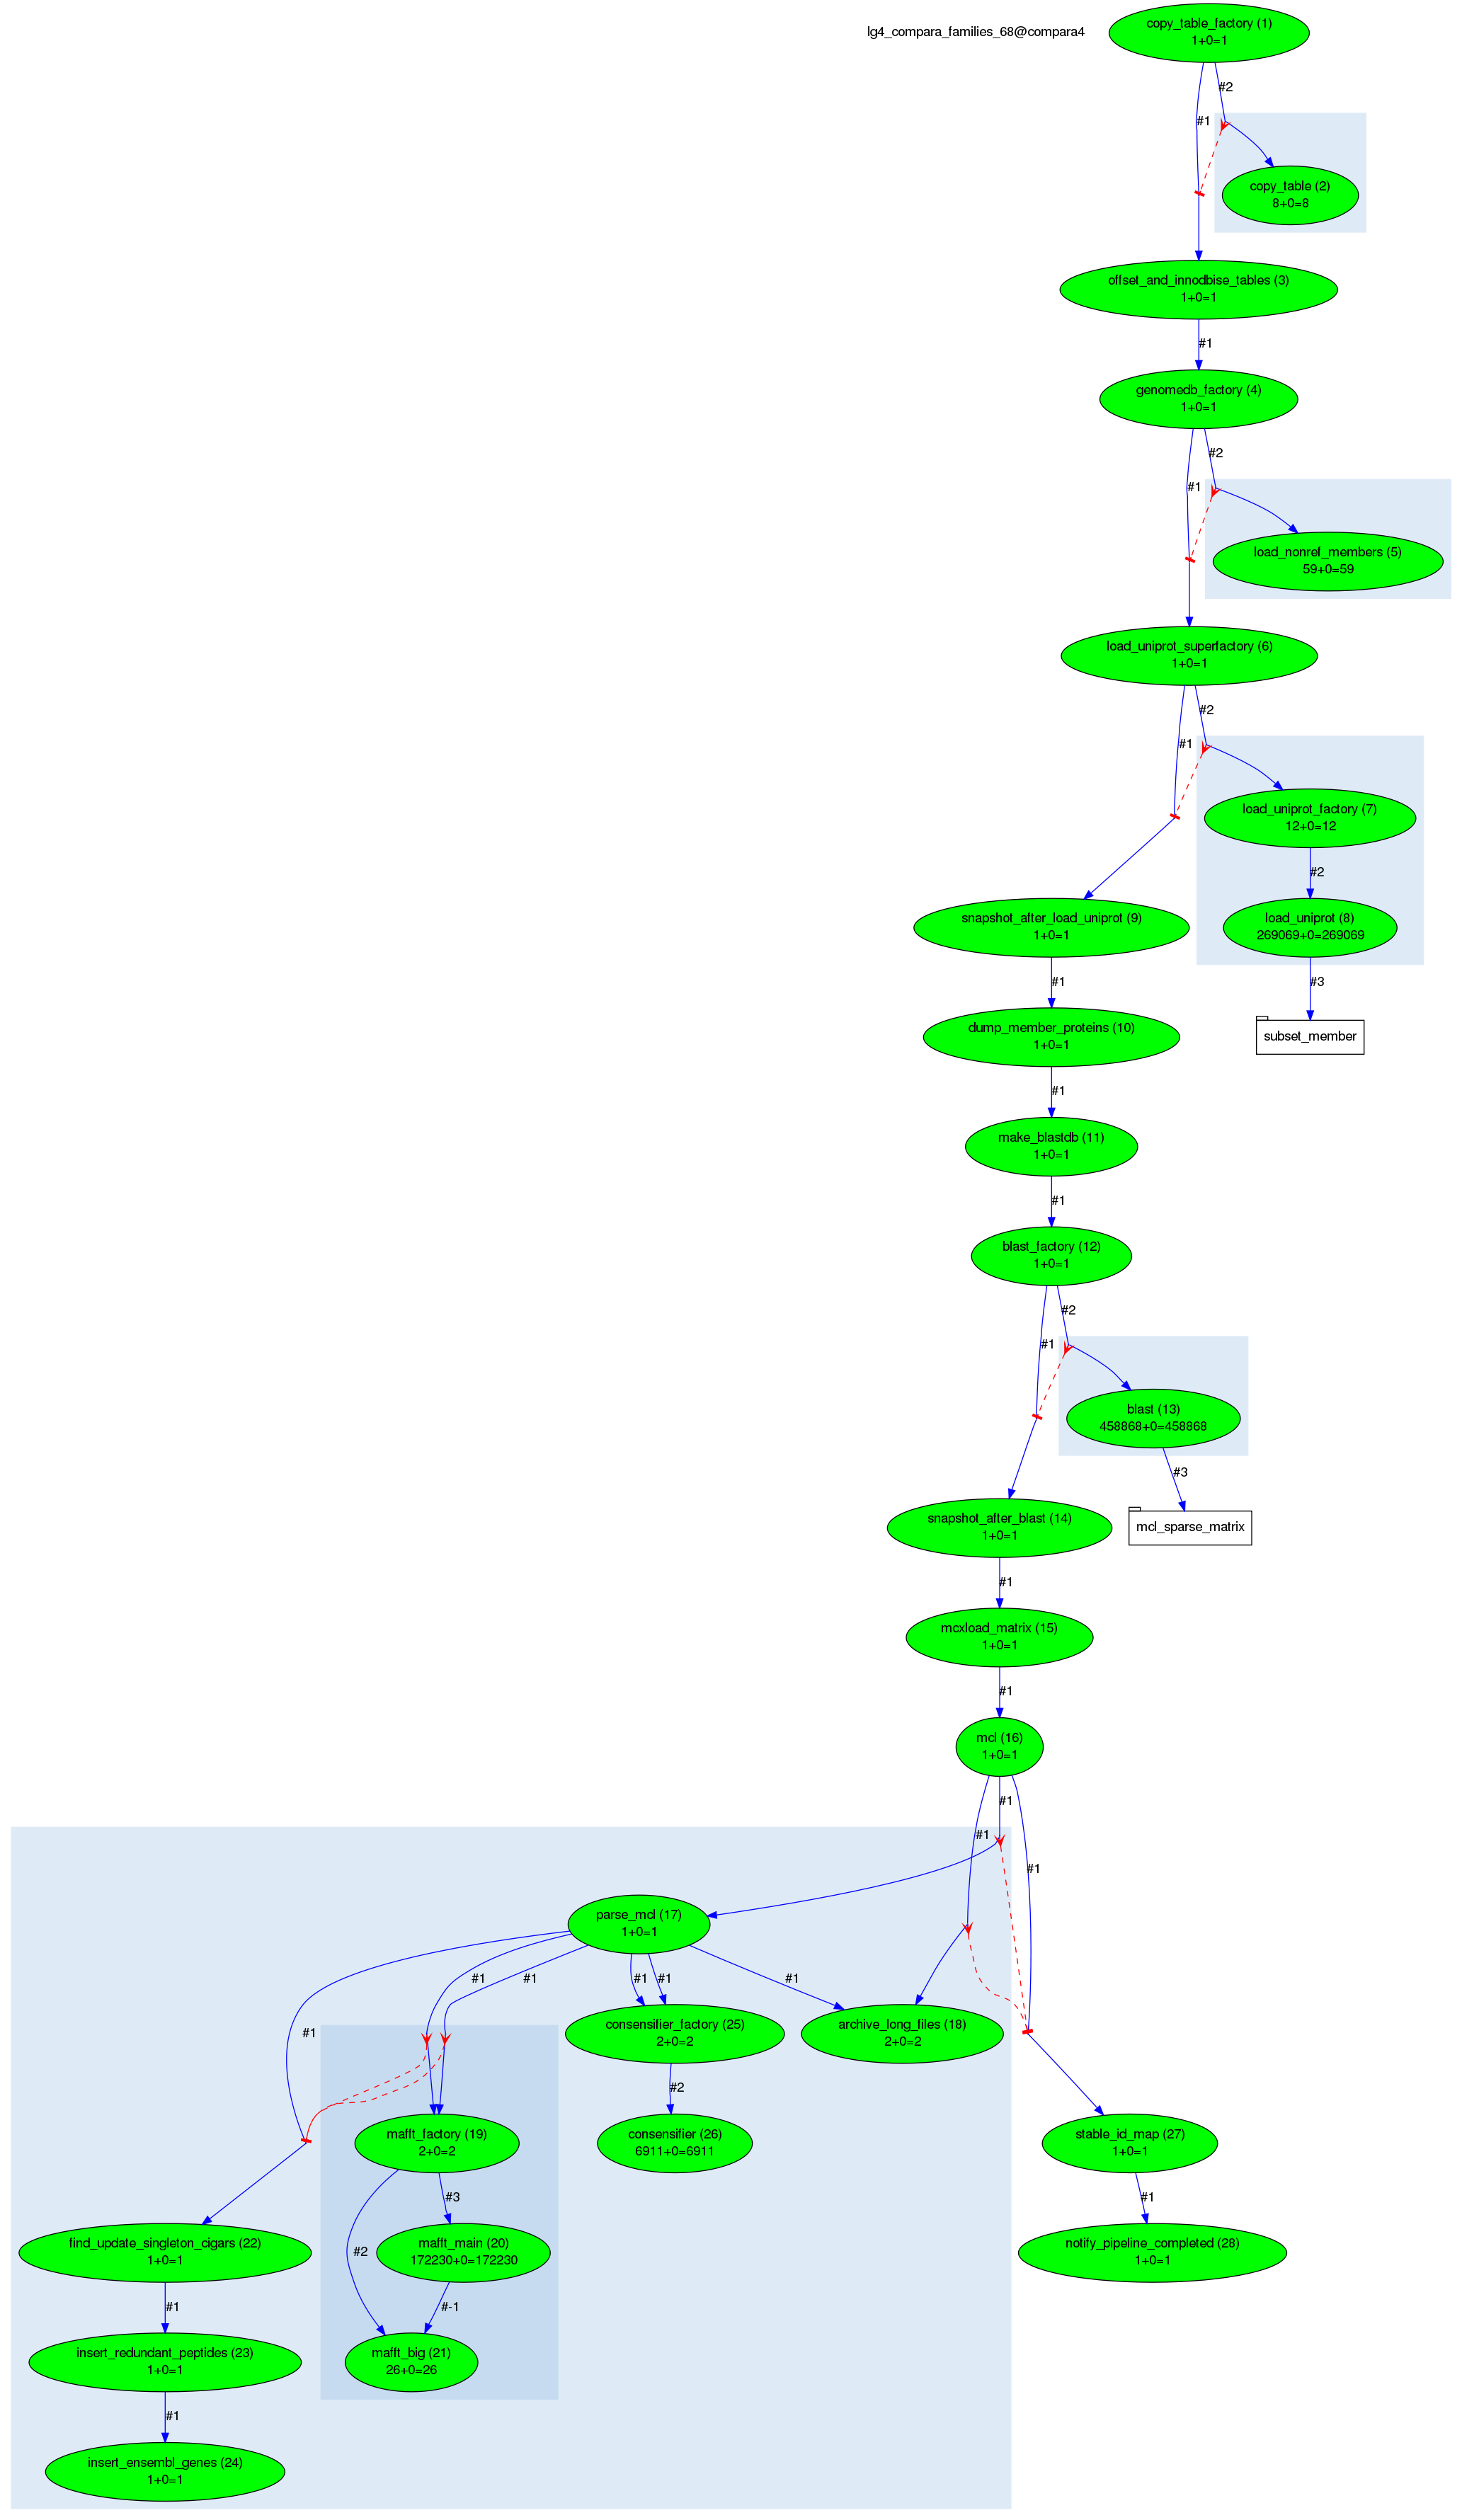 lg4_compara_families_68@compara4
copy_table_factory (1)
1+0=1
#2
#1
copy_table (2)
8+0=8
offset_and_innodbise_tables (3)
1+0=1
#1
genomedb_factory (4)
1+0=1
#2
#1
load_nonref_members (5)
59+0=59
load_uniprot_superfactory (6)
1+0=1
#2
#1
load_uniprot_factory (7)
12+0=12
#2
snapshot_after_load_uniprot (9)
1+0=1
load_uniprot (8)
269069+0=269069
#1
#3
dump_member_proteins (10)
1+0=1
subset_member
#1
make_blastdb (11)
1+0=1
#1
blast_factory (12)
1+0=1
#2
#1
blast (13)
458868+0=458868
#3
snapshot_after_blast (14)
1+0=1
mcl_sparse_matrix
#1
mcxload_matrix (15)
1+0=1
#1
mcl (16)
1+0=1
#1
#1
#1
parse_mcl (17)
1+0=1
#1
#1
#1
#1
#1
#1
consensifier_factory (25)
2+0=2
archive_long_files (18)
2+0=2
#2
mafft_factory (19)
2+0=2
consensifier (26)
6911+0=6911
stable_id_map (27)
1+0=1
#3
#1
#2
find_update_singleton_cigars (22)
1+0=1
mafft_main (20)
172230+0=172230
notify_pipeline_completed (28)
1+0=1
#1
#-1
insert_redundant_peptides (23)
1+0=1
mafft_big (21)
26+0=26
#1
insert_ensembl_genes (24)
1+0=1